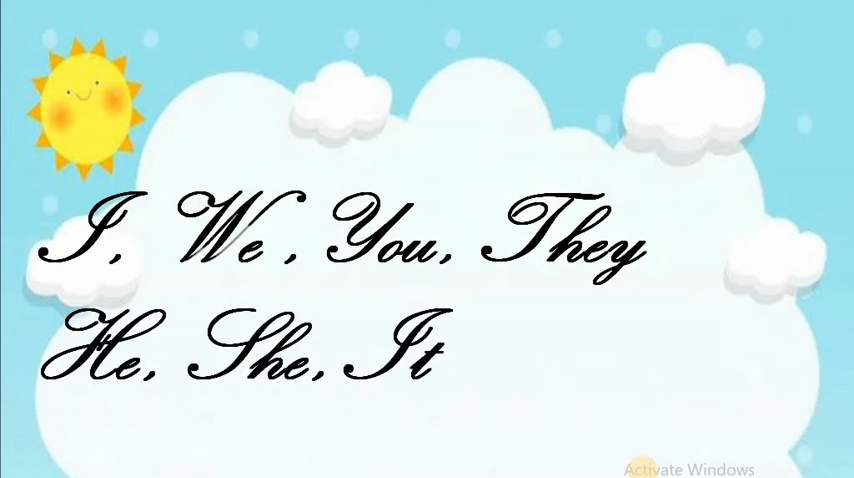 I, We, You, They
He, She, It
Activate Windows